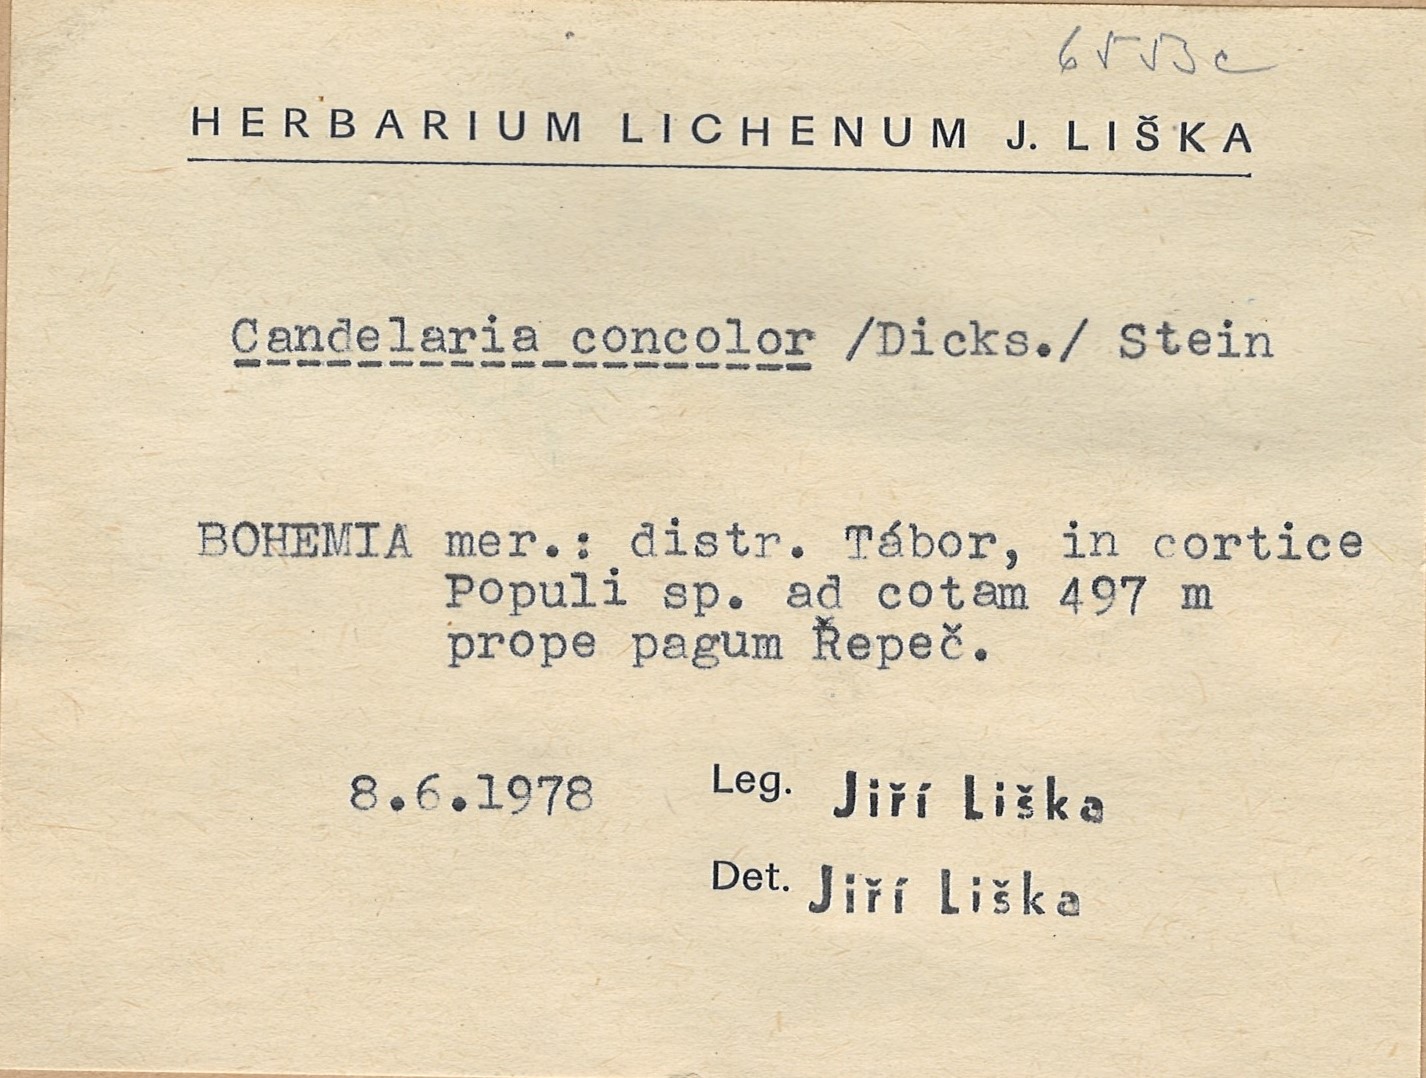 6553c
HERBARIUM LICHENUM J. LIŠKA
Candelaria concolor /Dicks./ Stein
BOHEMIA mer.: distr. Tábor, in cortice
Populi sp. ad cotam 497 m
prope pagum Řepeč.
8.6.1978 Leg. Jiří Liška
Det. Jiří Liška